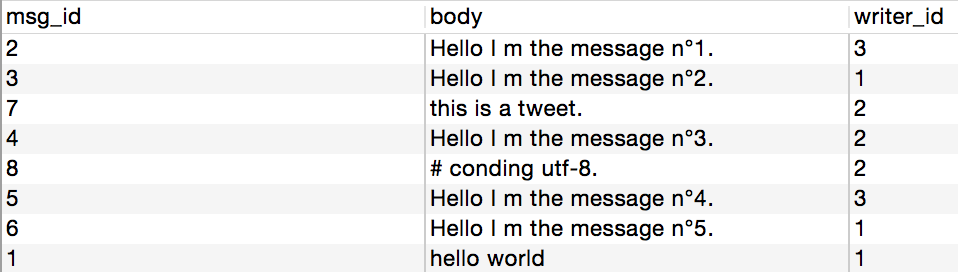 msg_id body writer_id
2 Hello I m the message n°1. 3
3 Hello I m the message n°2. 1
7 this is a tweet. 2
4 Hello I m the message n°3. 2
8 # conding utf-8. 2
5 Hello I m the message n°4. 3
6 Hello I m the message n°5. 1
1 hello world 1